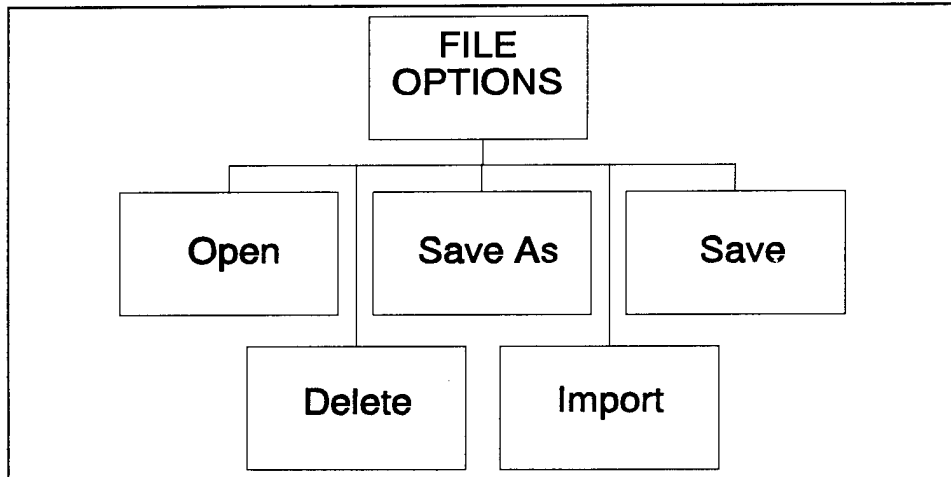 FILE
OPTIONS
Open
Save As
Save
Delete
Import